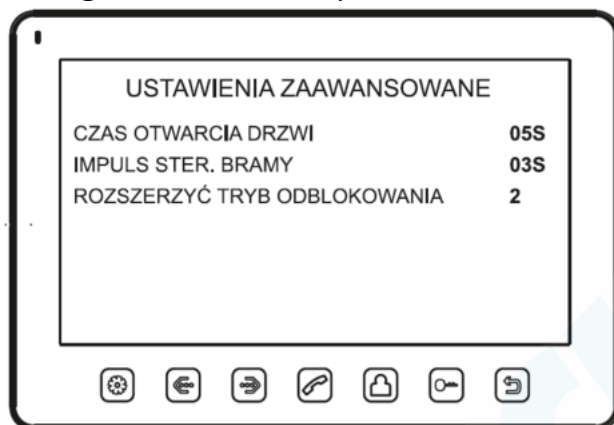 USTAWIENIA ZAAWANSOWANE
CZAS OTWARCIA DRZWI 05S
IMPULS STER. BRAMY 03S
ROZSZERZYĆ TRYB ODBLOKOWANIA 2